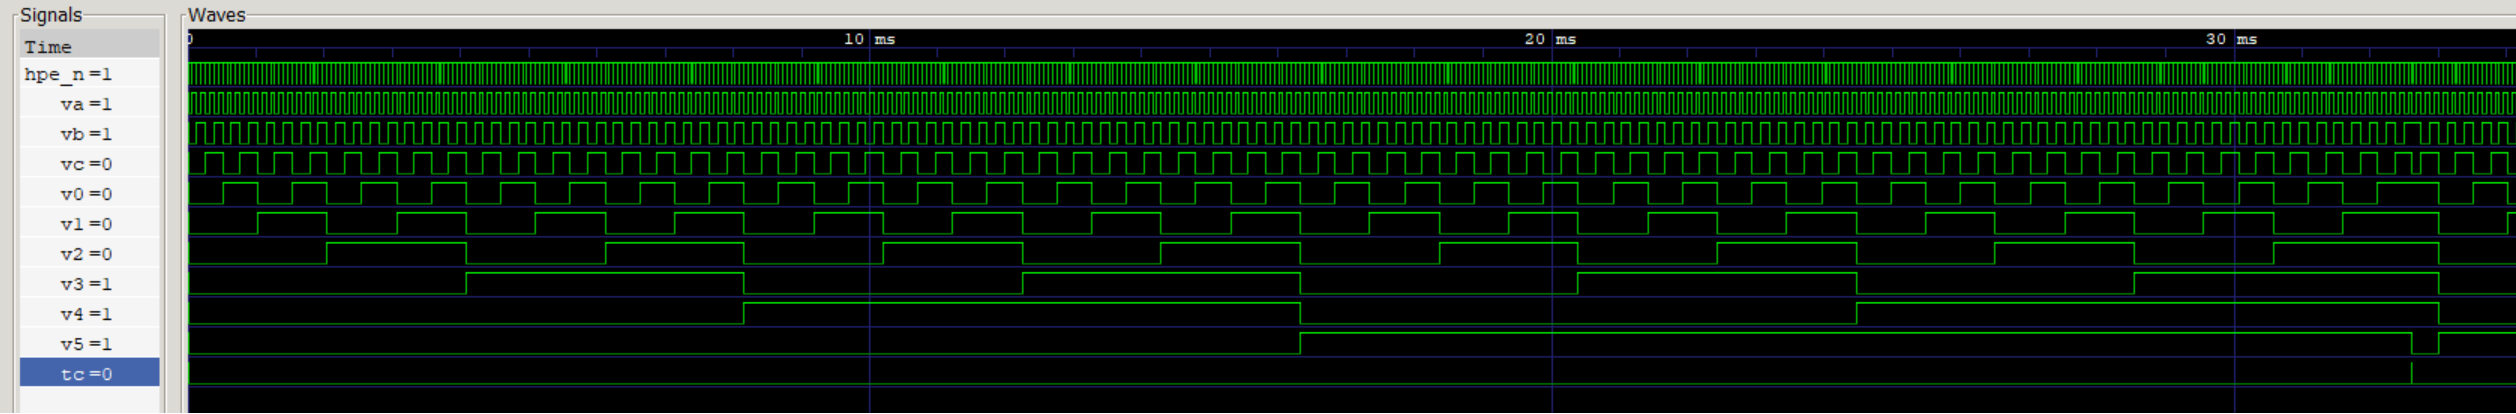 Signals
Waves
Time
0
10 ms
20 ms
30 ms
hpe_n=1
va=1
vb=1
vc=0
v0=0
v1=0
v2=0
v3=1
v4=1
v5=1
tc=0